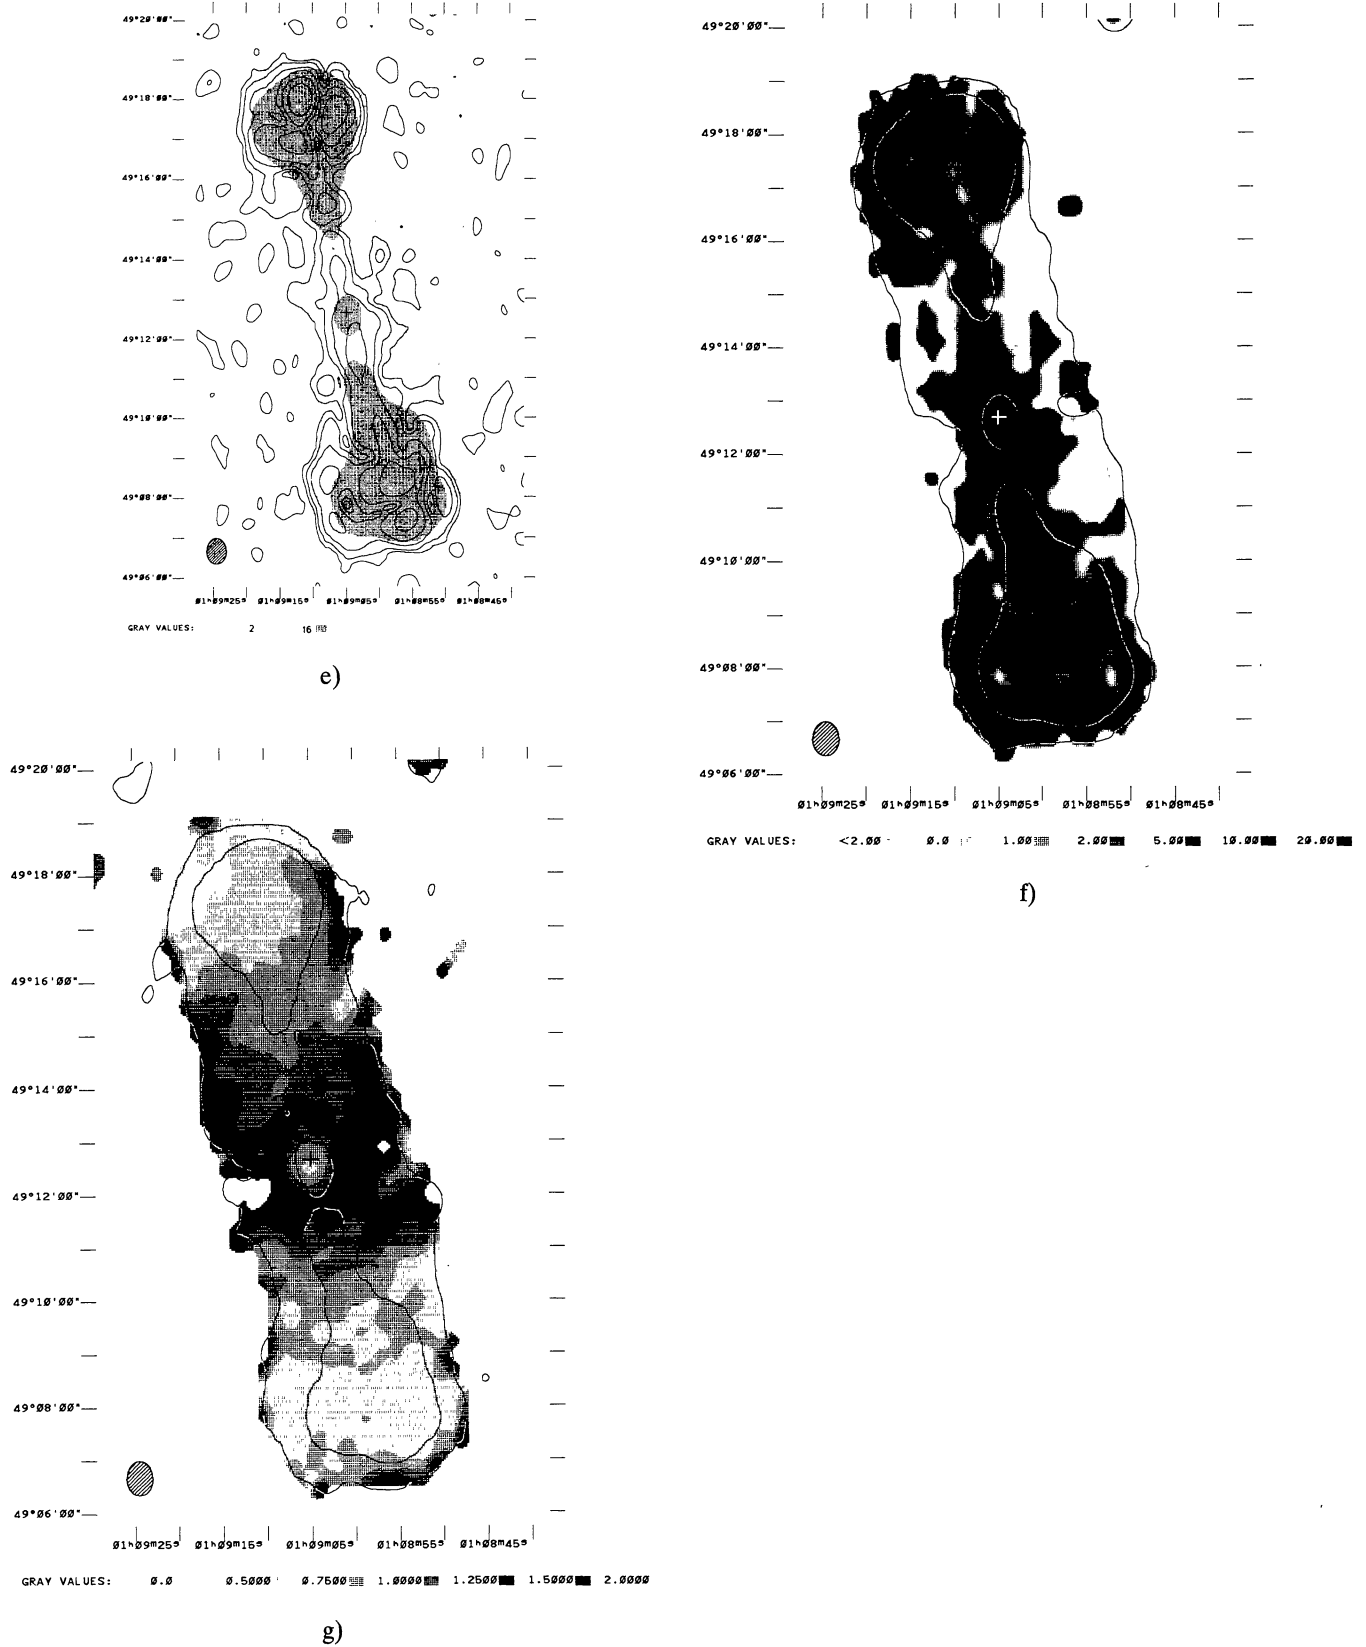 49°20'00"
49°18'00"
49°16'00"
49°14'00"
49°12'00"
49°10'00"
49°08'00"
49°06'00"
01h09m25s 01h09m15s 01h09m05s 01h08m55s 01h08m45s
GRAY VALUES: 2 16
e)
49°20'00"
49°18'00"
49°16'00"
49°14'00"
49°12'00"
49°10'00"
49°08'00"
49°06'00"
01h09m25s 01h09m15s 01h09m05s 01h08m55s 01h08m45s
GRAY VALUES: <2.00 0.0 1.00 2.00 5.00 10.00 20.00
f)
49°20'00"
49°18'00"
49°16'00"
49°14'00"
49°12'00"
49°10'00"
49°08'00"
49°06'00"
01h09m25s 01h09m15s 01h09m05s 01h08m55s 01h08m45s
GRAY VALUES: 0.0 0.5000 0.7500 1.0000 1.2500 1.5000 2.0000
g)